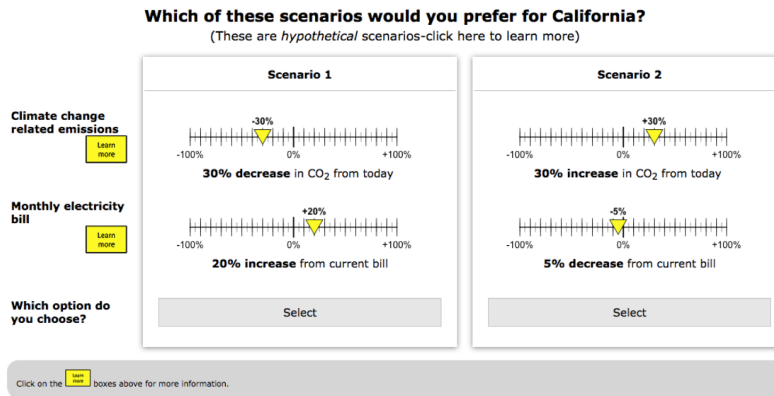 Which of these scenarios would you prefer for California?
(These are hypothetical scenarios-click here to learn more)
Scenario 1
Scenario 2
Climate change
related emissions
Learn
more
-30%
-100%
0%
+100%
30% decrease in CO₂ from today
+30%
-100%
0%
+100%
30% increase in CO₂ from today
Monthly electricity
bill
Learn
more
+20%
-100%
0%
+100%
20% increase from current bill
-5%
-100%
0%
+100%
5% decrease from current bill
Which option do
you choose?
Select
Select
Click on the Learn more boxes above for more information.